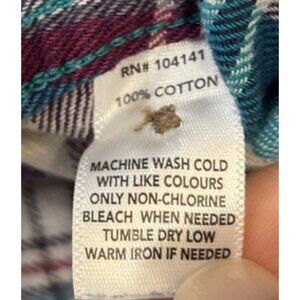 RN# 104141
100% COTTON
MACHINE WASH COLD
WITH LIKE COLOURS
ONLY NON-CHLORINE
BLEACH WHEN NEEDED
TUMBLE DRY LOW
WARM IRON IF NEEDED